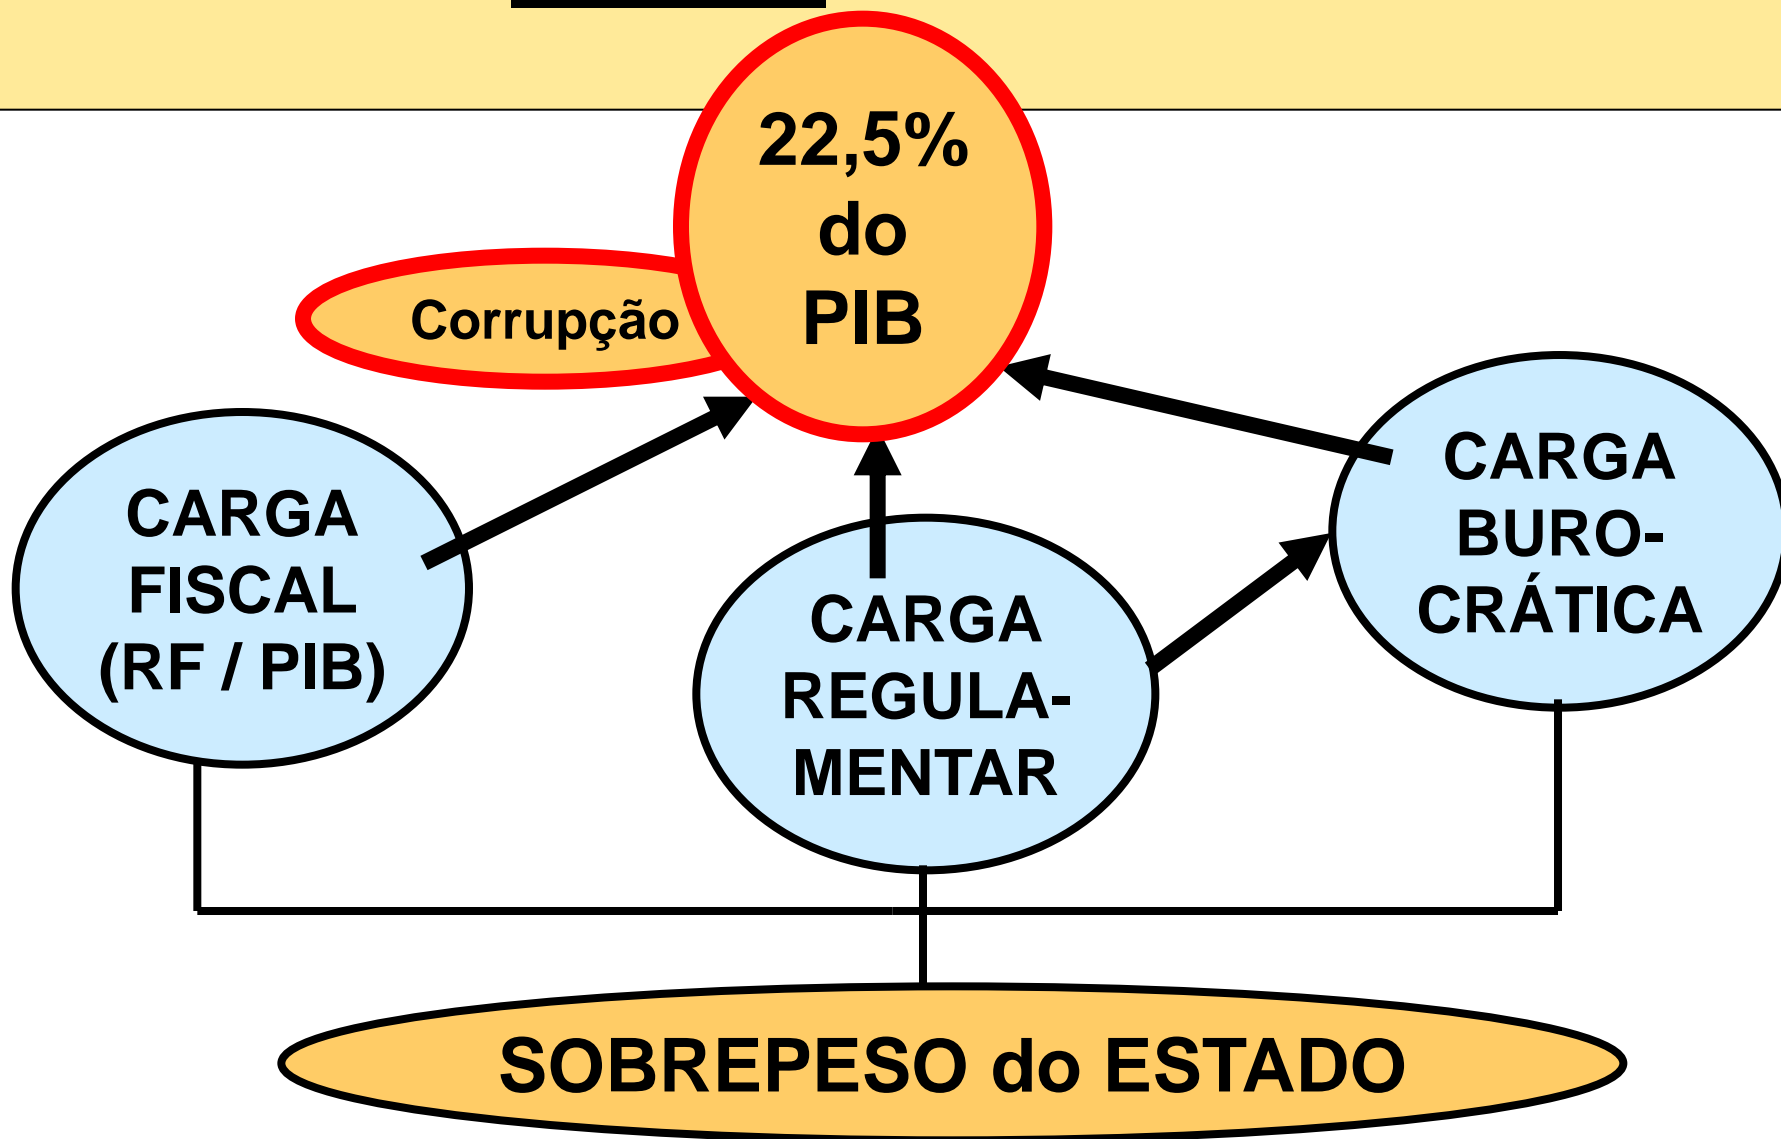 22,5%
do
PIB
Corrupção
CARGA
FISCAL
(RF / PIB)
CARGA
REGULA-
MENTAR
CARGA
BURO-
CRÁTICA
SOBREPESO do ESTADO